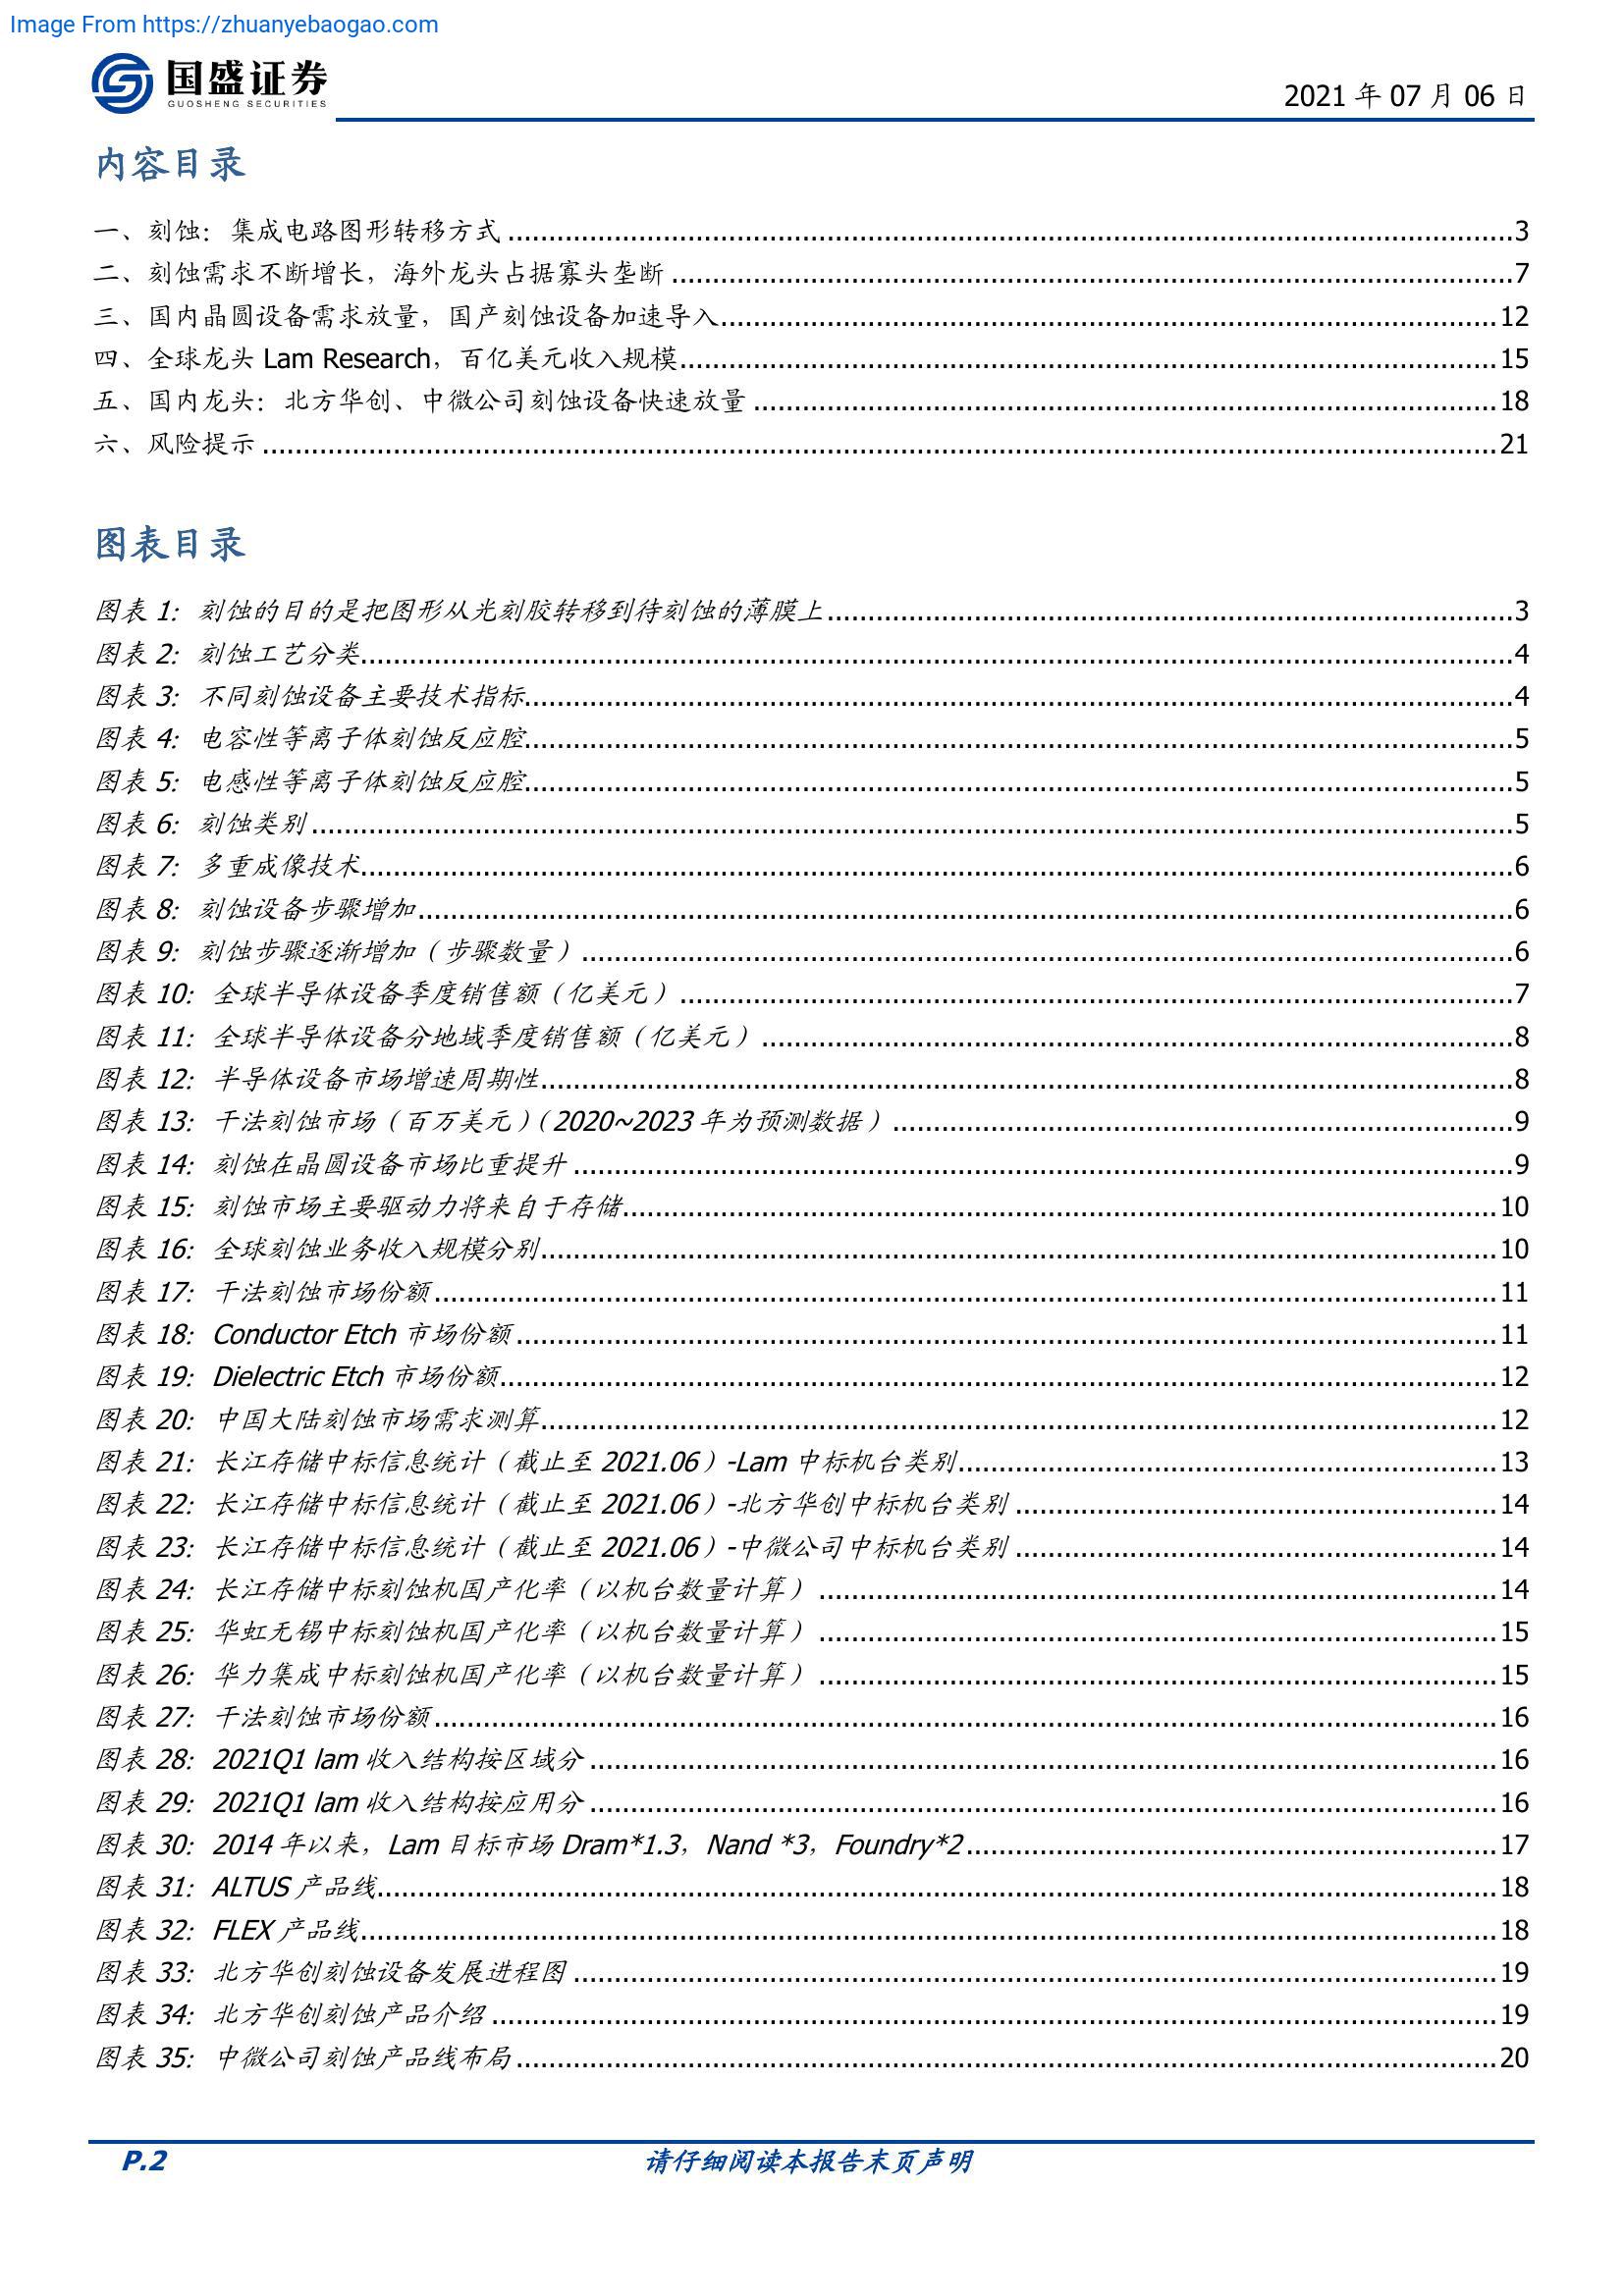 Image From https://zhuanyebaogao.com
国盛证券
GUOSHENG SECURITIES
2021 年 07 月 06 日
内容目录
一、刻蚀：集成电路图形转移方式 3
二、刻蚀需求不断增长，海外龙头占据寡头垄断 7
三、国内晶圆设备需求放量，国产刻蚀设备加速导入 12
四、全球龙头 Lam Research，百亿美元收入规模 15
五、国内龙头：北方华创、中微公司刻蚀设备快速放量 18
六、风险提示 21
图表目录
图表 1: 刻蚀的目的是把图形从光刻胶转移到待刻蚀的薄膜上 3
图表 2: 刻蚀工艺分类 4
图表 3: 不同刻蚀设备主要技术指标 4
图表 4: 电容性等离子体刻蚀反应腔 5
图表 5: 电感性等离子体刻蚀反应腔 5
图表 6: 刻蚀类别 5
图表 7: 多重成像技术 6
图表 8: 刻蚀设备步骤增加 6
图表 9: 刻蚀步骤逐渐增加（步骤数量） 6
图表 10: 全球半导体设备季度销售额（亿美元） 7
图表 11: 全球半导体设备分地域季度销售额（亿美元） 8
图表 12: 半导体设备市场增速周期性 8
图表 13: 干法刻蚀市场（百万美元）（2020~2023 年为预测数据） 9
图表 14: 刻蚀在晶圆设备市场比重提升 9
图表 15: 刻蚀市场主要驱动力将来自于存储 10
图表 16: 全球刻蚀业务收入规模分别 10
图表 17: 干法刻蚀市场份额 11
图表 18: Conductor Etch 市场份额 11
图表 19: Dielectric Etch 市场份额 12
图表 20: 中国大陆刻蚀市场需求测算 12
图表 21: 长江存储中标信息统计（截止至 2021.06）-Lam 中标机台类别 13
图表 22: 长江存储中标信息统计（截止至 2021.06）-北方华创中标机台类别 14
图表 23: 长江存储中标信息统计（截止至 2021.06）-中微公司中标机台类别 14
图表 24: 长江存储中标刻蚀机国产化率（以机台数量计算） 14
图表 25: 华虹无锡中标刻蚀机国产化率（以机台数量计算） 15
图表 26: 华力集成中标刻蚀机国产化率（以机台数量计算） 15
图表 27: 干法刻蚀市场份额 16
图表 28: 2021Q1 lam 收入结构按区域分 16
图表 29: 2021Q1 lam 收入结构按应用分 16
图表 30: 2014 年以来，Lam 目标市场 Dram*1.3，Nand *3，Foundry*2 17
图表 31: ALTUS 产品线 18
图表 32: FLEX 产品线 18
图表 33: 北方华创刻蚀设备发展进程图 19
图表 34: 北方华创刻蚀产品介绍 19
图表 35: 中微公司刻蚀产品线布局 20
P.2
请仔细阅读本报告末页声明